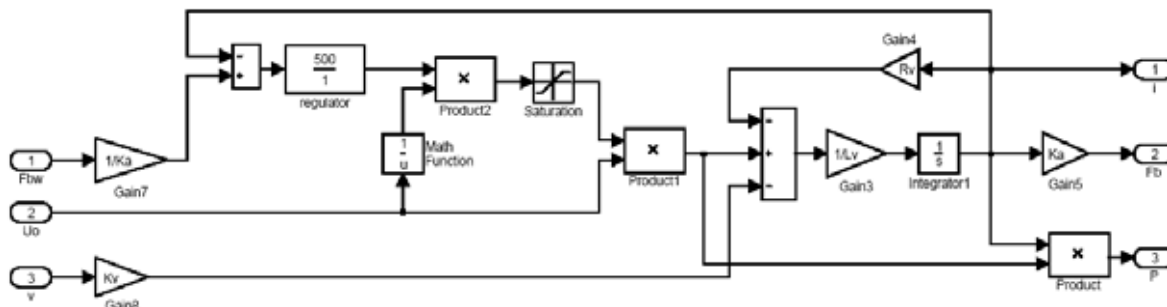 Gain4
500
1
regulator
−
+
×
Product2
Saturation
Rv
1
i
1
u
Math
Function
×
Product1
−
+
−
1/Lv
Gain3
1
s
Integrator1
Ka
Gain5
2
Fb
1
Fbw
1/Ka
Gain7
2
Uo
3
v
Kv
Gain8
×
Product
3
P